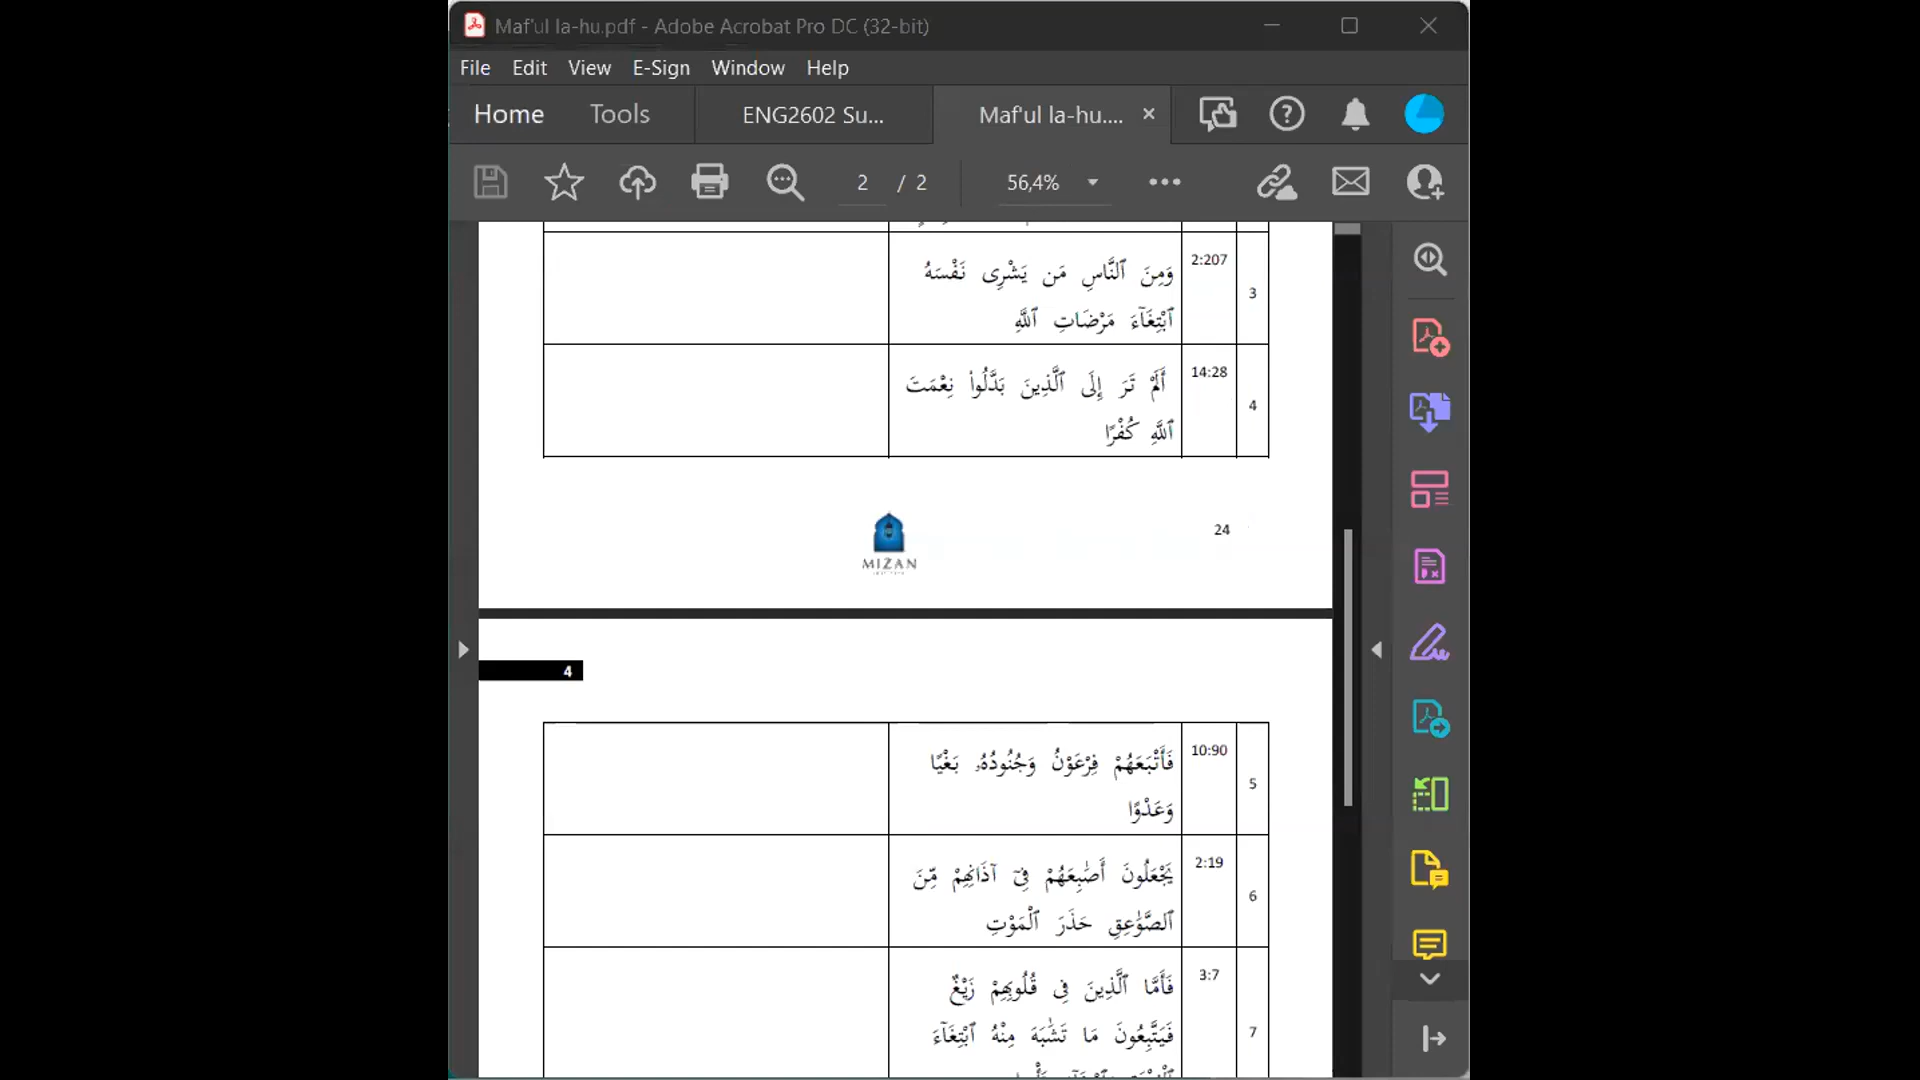 Maf'ul la-hu.pdf - Adobe Acrobat Pro DC (32-bit)
File Edit View E-Sign Window Help
Home Tools ENG2602 Su... Maf'ul la-hu....
2 / 2 56,4%
3 2:207 وَمِنَ ٱلنَّاسِ مَن يَشْرِى نَفْسَهُ
ٱبْتِغَآءَ مَرْضَاتِ ٱللَّهِ
4 14:28 أَلَمْ تَرَ إِلَى ٱلَّذِينَ بَدَّلُوا۟ نِعْمَتَ
ٱللَّهِ كُفْرًا
MIZAN
24
4
5 10:90 فَأَتْبَعَهُمْ فِرْعَوْنُ وَجُنُودُهُۥ بَغْيًا
وَعَدْوًا
6 2:19 يَجْعَلُونَ أَصَٰبِعَهُمْ فِىٓ آذَانِهِمْ مِّنَ
ٱلصَّوَٰعِقِ حَذَرَ ٱلْمَوْتِ
7 3:7 فَأَمَّا ٱلَّذِينَ فِى قُلُوبِهِمْ زَيْغٌ
فَيَتَّبِعُونَ مَا تَشَٰبَهَ مِنْهُ ٱبْتِغَآءَ